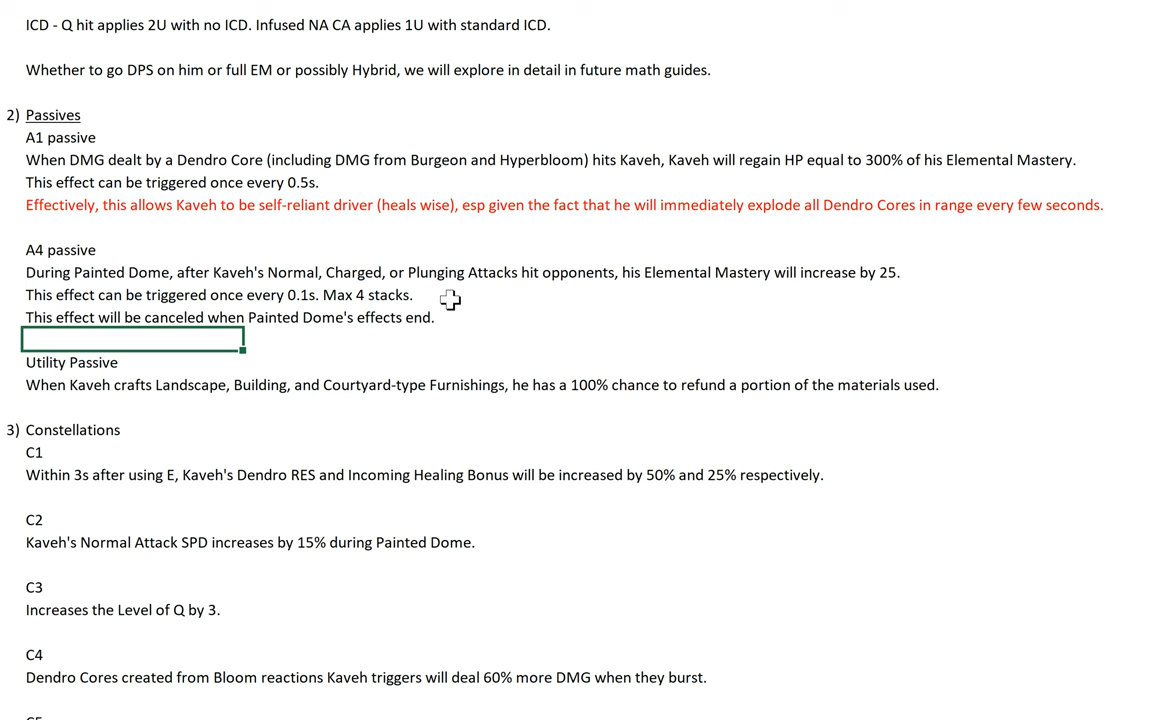 ICD - Q hit applies 2U with no ICD. Infused NA CA applies 1U with standard ICD.
Whether to go DPS on him or full EM or possibly Hybrid, we will explore in detail in future math guides.
2) Passives
A1 passive
When DMG dealt by a Dendro Core (including DMG from Burgeon and Hyperbloom) hits Kaveh, Kaveh will regain HP equal to 300% of his Elemental Mastery.
This effect can be triggered once every 0.5s.
Effectively, this allows Kaveh to be self-reliant driver (heals wise), esp given the fact that he will immediately explode all Dendro Cores in range every few seconds.
A4 passive
During Painted Dome, after Kaveh's Normal, Charged, or Plunging Attacks hit opponents, his Elemental Mastery will increase by 25.
This effect can be triggered once every 0.1s. Max 4 stacks.
This effect will be canceled when Painted Dome's effects end.
Utility Passive
When Kaveh crafts Landscape, Building, and Courtyard-type Furnishings, he has a 100% chance to refund a portion of the materials used.
3) Constellations
C1
Within 3s after using E, Kaveh's Dendro RES and Incoming Healing Bonus will be increased by 50% and 25% respectively.
C2
Kaveh's Normal Attack SPD increases by 15% during Painted Dome.
C3
Increases the Level of Q by 3.
C4
Dendro Cores created from Bloom reactions Kaveh triggers will deal 60% more DMG when they burst.